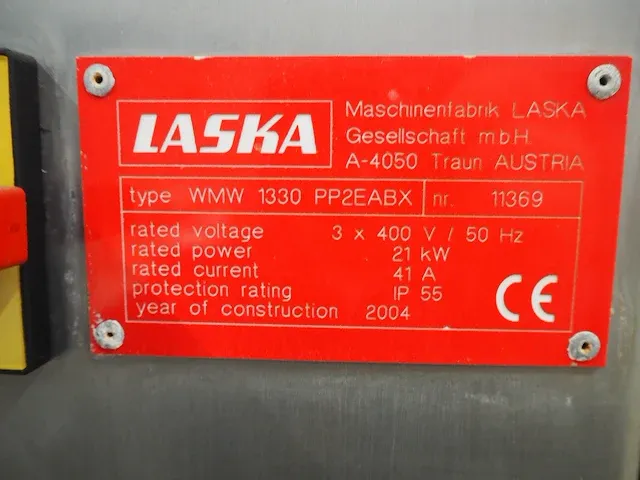 LASKA
Maschinenfabrik LASKA
Gesellschaft m.b.H.
A-4050 Traun AUSTRIA
type WMW 1330 PP2EABX nr. 11369
rated voltage 3 x 400 V / 50 Hz
rated power 21 kW
rated current 41 A
protection rating IP 55
year of construction 2004
CE